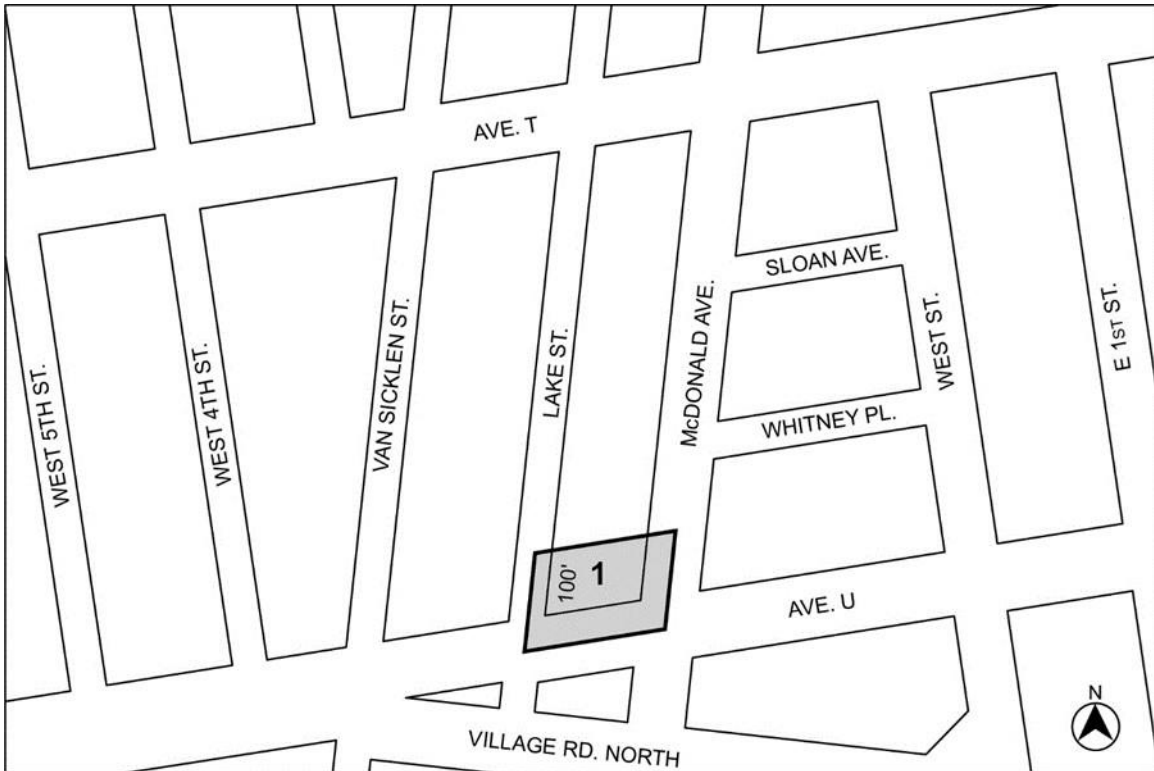 AVE. T
SLOAN AVE.
WEST 5TH ST.
WEST 4TH ST.
VAN SICKLEN ST.
LAKE ST.
McDONALD AVE.
WEST ST.
E 1ST ST.
WHITNEY PL.
100'
1
AVE. U
VILLAGE RD. NORTH
N